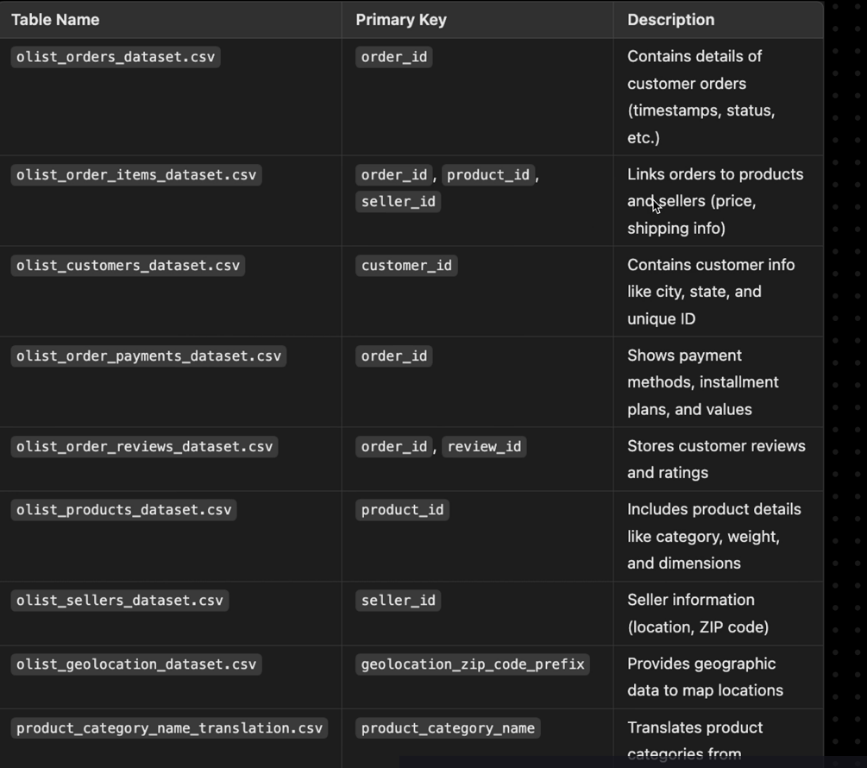 Table Name Primary Key Description
olist_orders_dataset.csv order_id Contains details of
customer orders
(timestamps, status,
etc.)
olist_order_items_dataset.csv order_id, product_id, Links orders to products
seller_id and sellers (price,
shipping info)
olist_customers_dataset.csv customer_id Contains customer info
like city, state, and
unique ID
olist_order_payments_dataset.csv order_id Shows payment
methods, installment
plans, and values
olist_order_reviews_dataset.csv order_id, review_id Stores customer reviews
and ratings
olist_products_dataset.csv product_id Includes product details
like category, weight,
and dimensions
olist_sellers_dataset.csv seller_id Seller information
(location, ZIP code)
olist_geolocation_dataset.csv geolocation_zip_code_prefix Provides geographic
data to map locations
product_category_name_translation.csv product_category_name Translates product
categories from